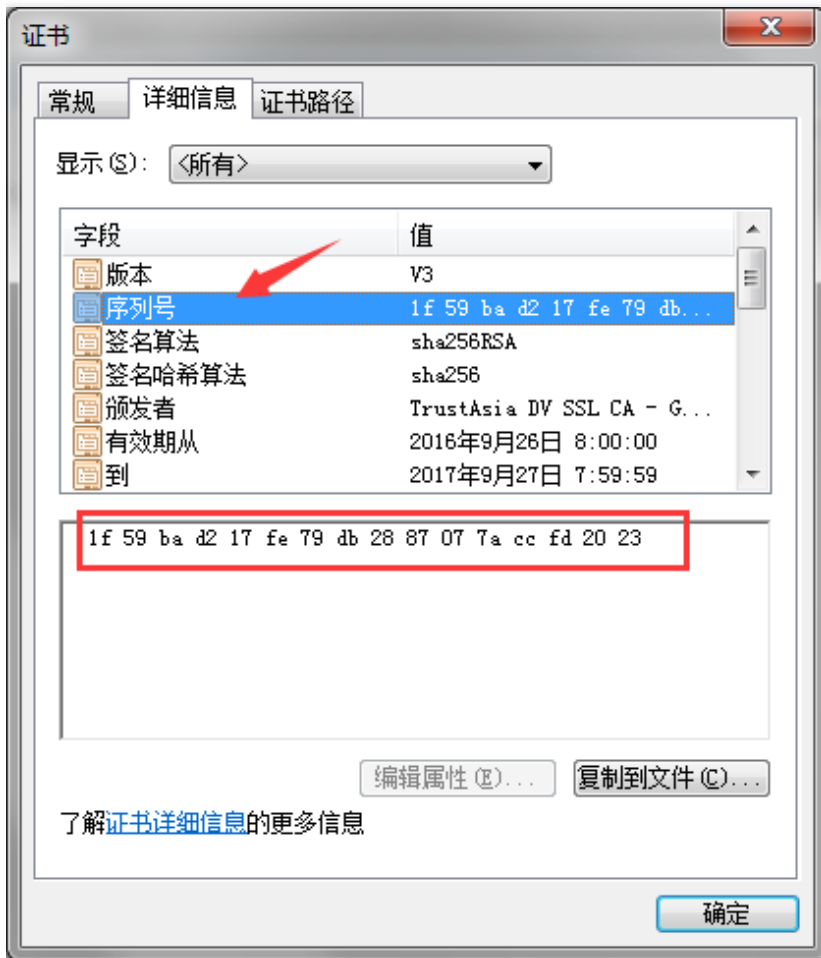 证书
常规 详细信息 证书路径
显示(S): <所有>
字段 值
版本 V3
序列号 1f 59 ba d2 17 fe 79 db...
签名算法 sha256RSA
签名哈希算法 sha256
颁发者 TrustAsia DV SSL CA - G...
有效期从 2016年9月26日 8:00:00
到 2017年9月27日 7:59:59
1f 59 ba d2 17 fe 79 db 28 87 07 7a cc fd 20 23
编辑属性(E)... 复制到文件(C)...
了解证书详细信息的更多信息
确定